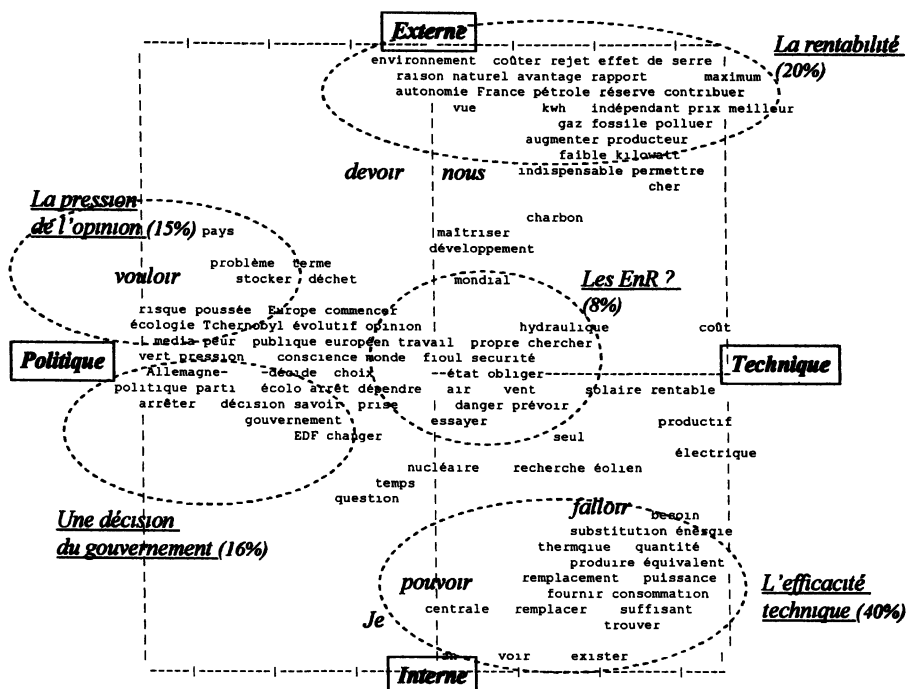 Externe
La rentabilité
(20%)
environnement coûter rejet effet de serre
raison naturel avantage rapport maximum
autonomie France pétrole réserve contribuer
vue kwh indépendant prix meilleur
gaz fossile polluer
augmenter producteur
faible kilowatt
devoir nous indispensable permettre
cher
La pression
de l'opinion (15%)
pays
charbon
maîtriser
développement
problème terme
vouloir stocker déchet mondial
Les EnR ?
(8%)
risque poussée Europe commencer
écologie Tchernobyl évolutif opinion hydraulique coût
media peur publique européen travail propre chercher
vert pression conscience monde fioul securité
Politique
Technique
Allemagne décide choix état obliger
politique parti écolo arrêt dépendre air vent solaire rentable
arrêter décision savoir prise danger prévoir
gouvernement essayer productif
EDF changer seul
électrique
nucléaire recherche éolien
temps
question
Une décision
du gouvernement (16%)
falloir besoin
substitution énergie
thermqiue quantité
produire équivalent
pouvoir remplacement puissance
fournir consommation
centrale remplacer suffisant
Je trouver
L'efficacité
technique (40%)
voir exister
Interne